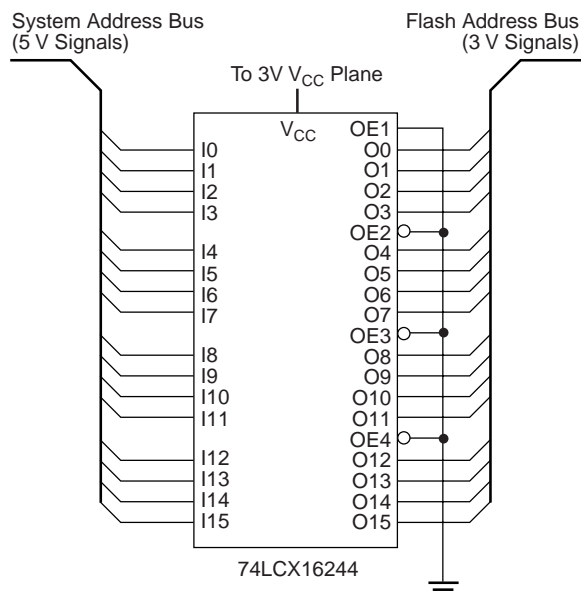 System Address Bus
(5 V Signals)
Flash Address Bus
(3 V Signals)
To 3V VCC Plane
VCC
OE1
I0
O0
I1
O1
I2
O2
I3
O3
OE2
I4
O4
I5
O5
I6
O6
I7
O7
OE3
I8
O8
I9
O9
I10
O10
I11
O11
OE4
I12
O12
I13
O13
I14
O14
I15
O15
74LCX16244